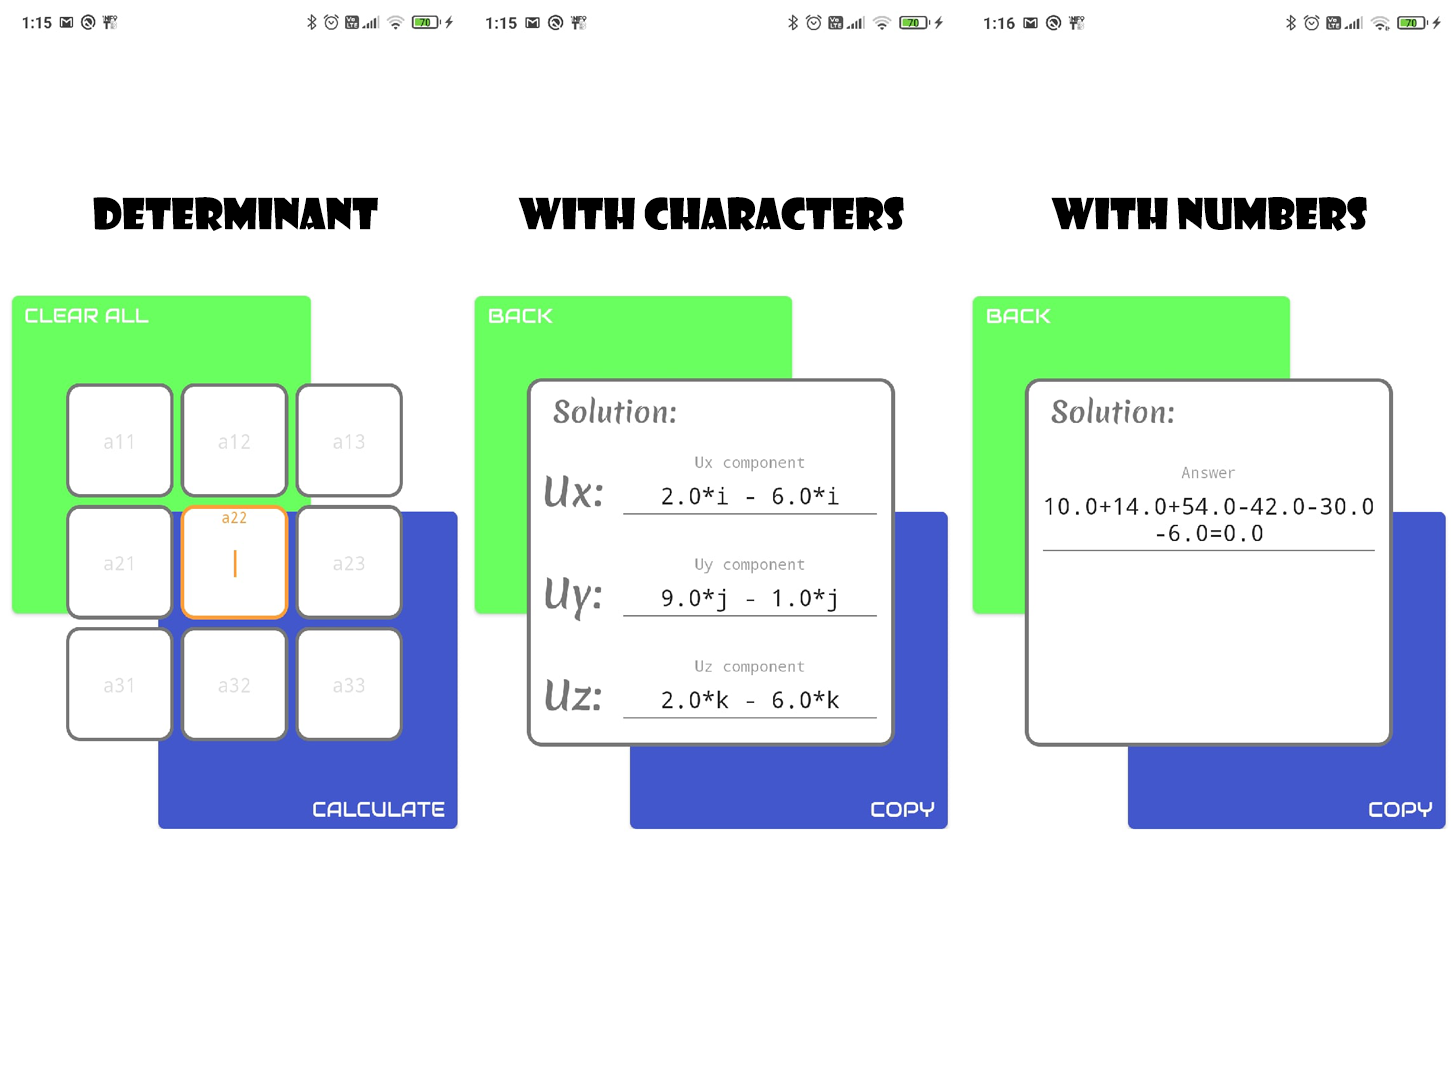 1:15
70
DETERMINANT
CLEAR ALL
a11 a12 a13
a22
a21 a23
a31 a32 a33
CALCULATE
1:15
70
WITH CHARACTERS
BACK
Solution:
Ux component
Ux: 2.0*i - 6.0*i
Uy component
Uy: 9.0*j - 1.0*j
Uz component
Uz: 2.0*k - 6.0*k
COPY
1:16
70
WITH NUMBERS
BACK
Solution:
Answer
10.0+14.0+54.0-42.0-30.0
-6.0=0.0
COPY